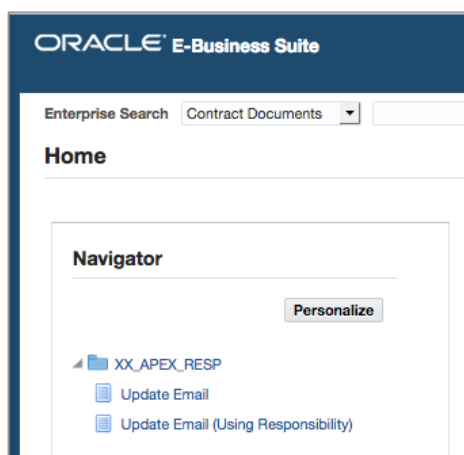 ORACLE E-Business Suite
Enterprise Search Contract Documents
Home
Navigator
Personalize
XX_APEX_RESP
Update Email
Update Email (Using Responsibility)